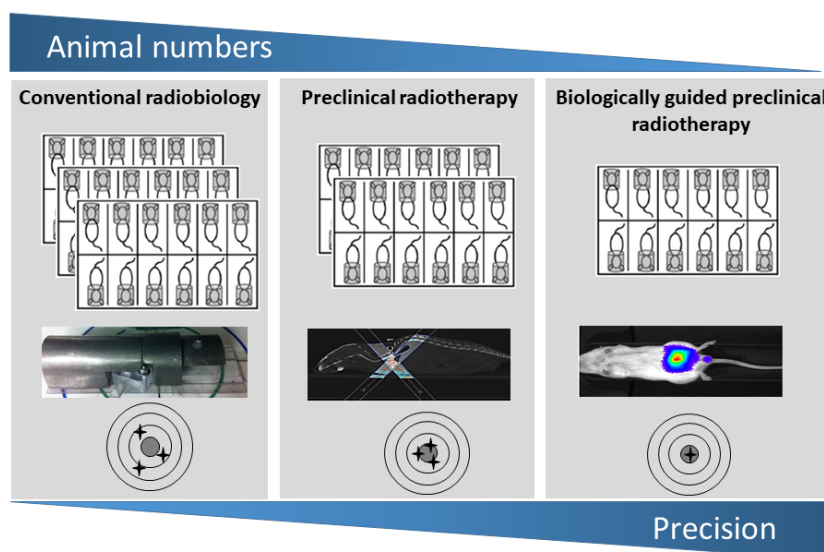 Animal numbers
Conventional radiobiology
Preclinical radiotherapy
Biologically guided preclinical
radiotherapy
Precision